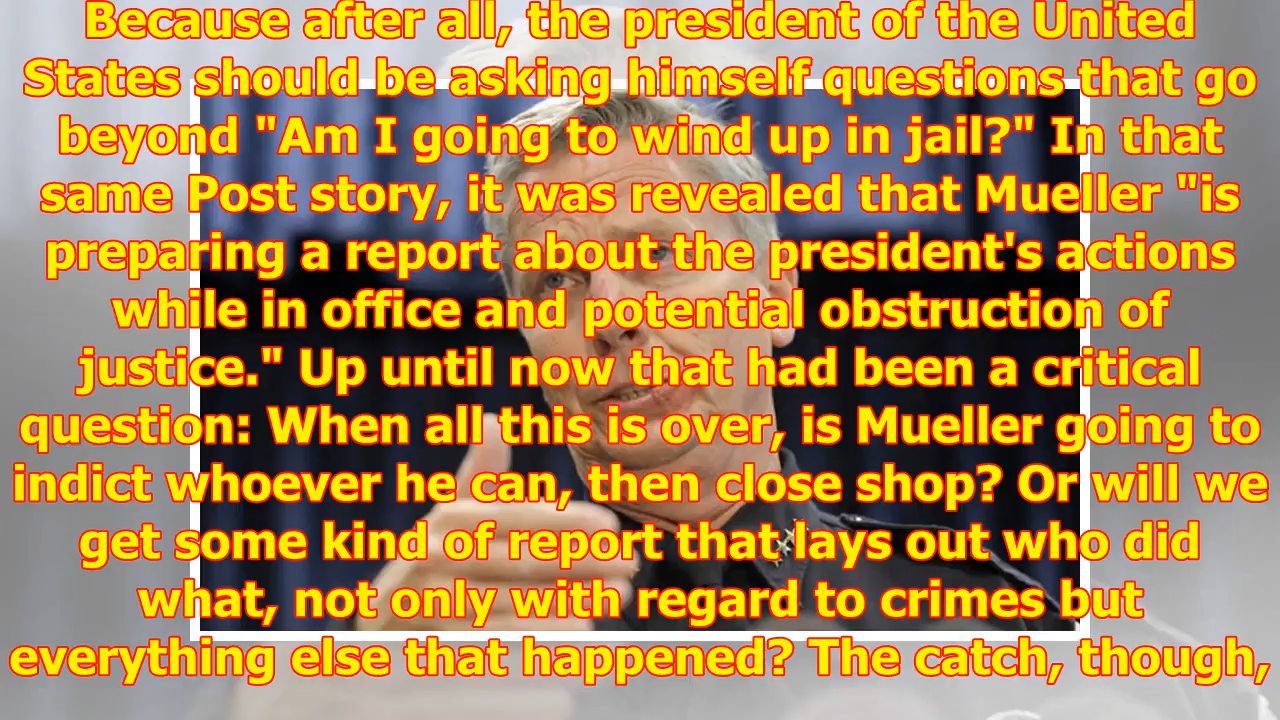 Because after all, the president of the United
States should be asking himself questions that go
beyond "Am I going to wind up in jail?" In that
same Post story, it was revealed that Mueller "is
preparing a report about the president's actions
while in office and potential obstruction of
justice." Up until now that had been a critical
question: When all this is over, is Mueller going to
indict whoever he can, then close shop? Or will we
get some kind of report that lays out who did
what, not only with regard to crimes but
everything else that happened? The catch, though,